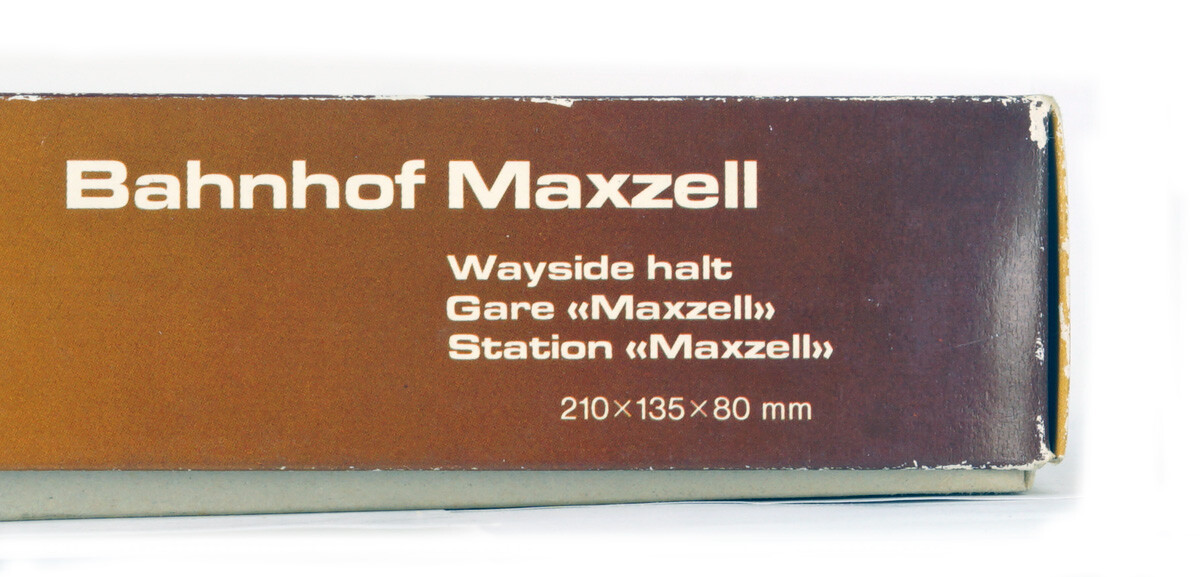 Bahnhof Maxzell
Wayside halt
Gare «Maxzell»
Station «Maxzell»
210×135×80 mm